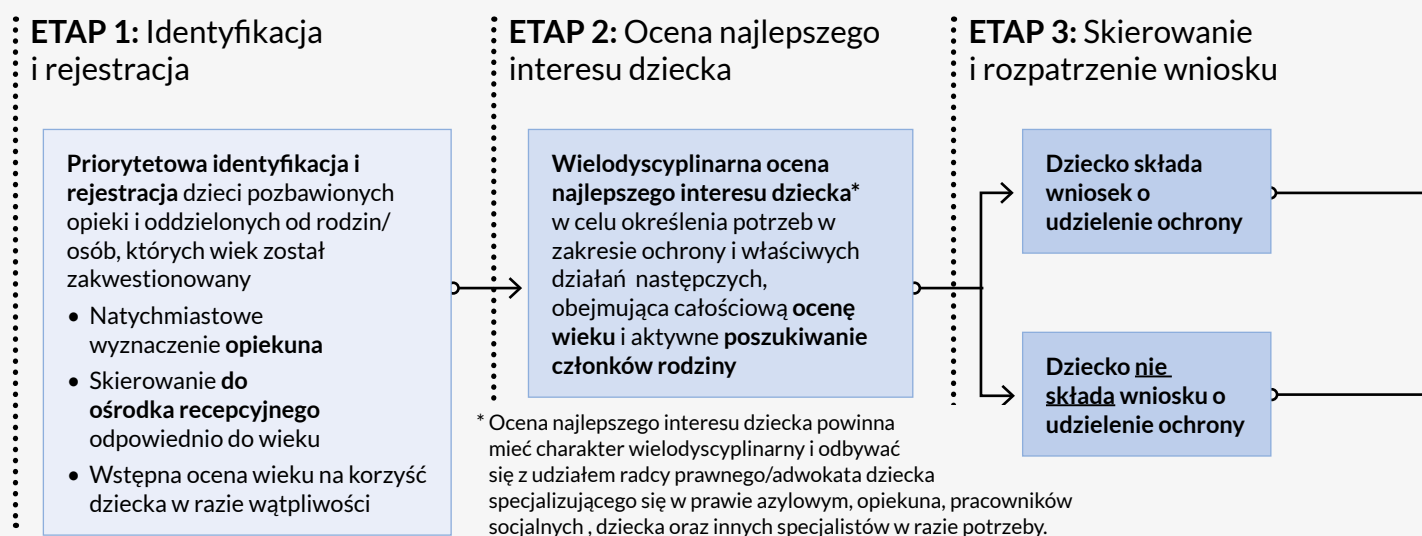 ETAP 1: Identyfikacja
i rejestracja
Priorytetowa identyfikacja i
rejestracja dzieci pozbawionych
opieki i oddzielonych od rodzin/
osób, których wiek został
zakwestionowany
• Natychmiastowe
wyznaczenie opiekuna
• Skierowanie do
ośrodka recepcyjnego
odpowiednio do wieku
• Wstępna ocena wieku na korzyść
dziecka w razie wątpliwości
ETAP 2: Ocena najlepszego
interesu dziecka
Wielodyscyplinarna ocena
najlepszego interesu dziecka*
w celu określenia potrzeb w
zakresie ochrony i właściwych
działań następczych,
obejmująca całościową ocenę
wieku i aktywne poszukiwanie
członków rodziny
* Ocena najlepszego interesu dziecka powinna
mieć charakter wielodyscyplinarny i odbywać
się z udziałem radcy prawnego/adwokata dziecka
specjalizującego się w prawie azylowym, opiekuna, pracowników
socjalnych , dziecka oraz innych specjalistów w razie potrzeby.
ETAP 3: Skierowanie
i rozpatrzenie wniosku
Dziecko składa
wniosek o
udzielenie ochrony
Dziecko nie
składa wniosku o
udzielenie ochrony